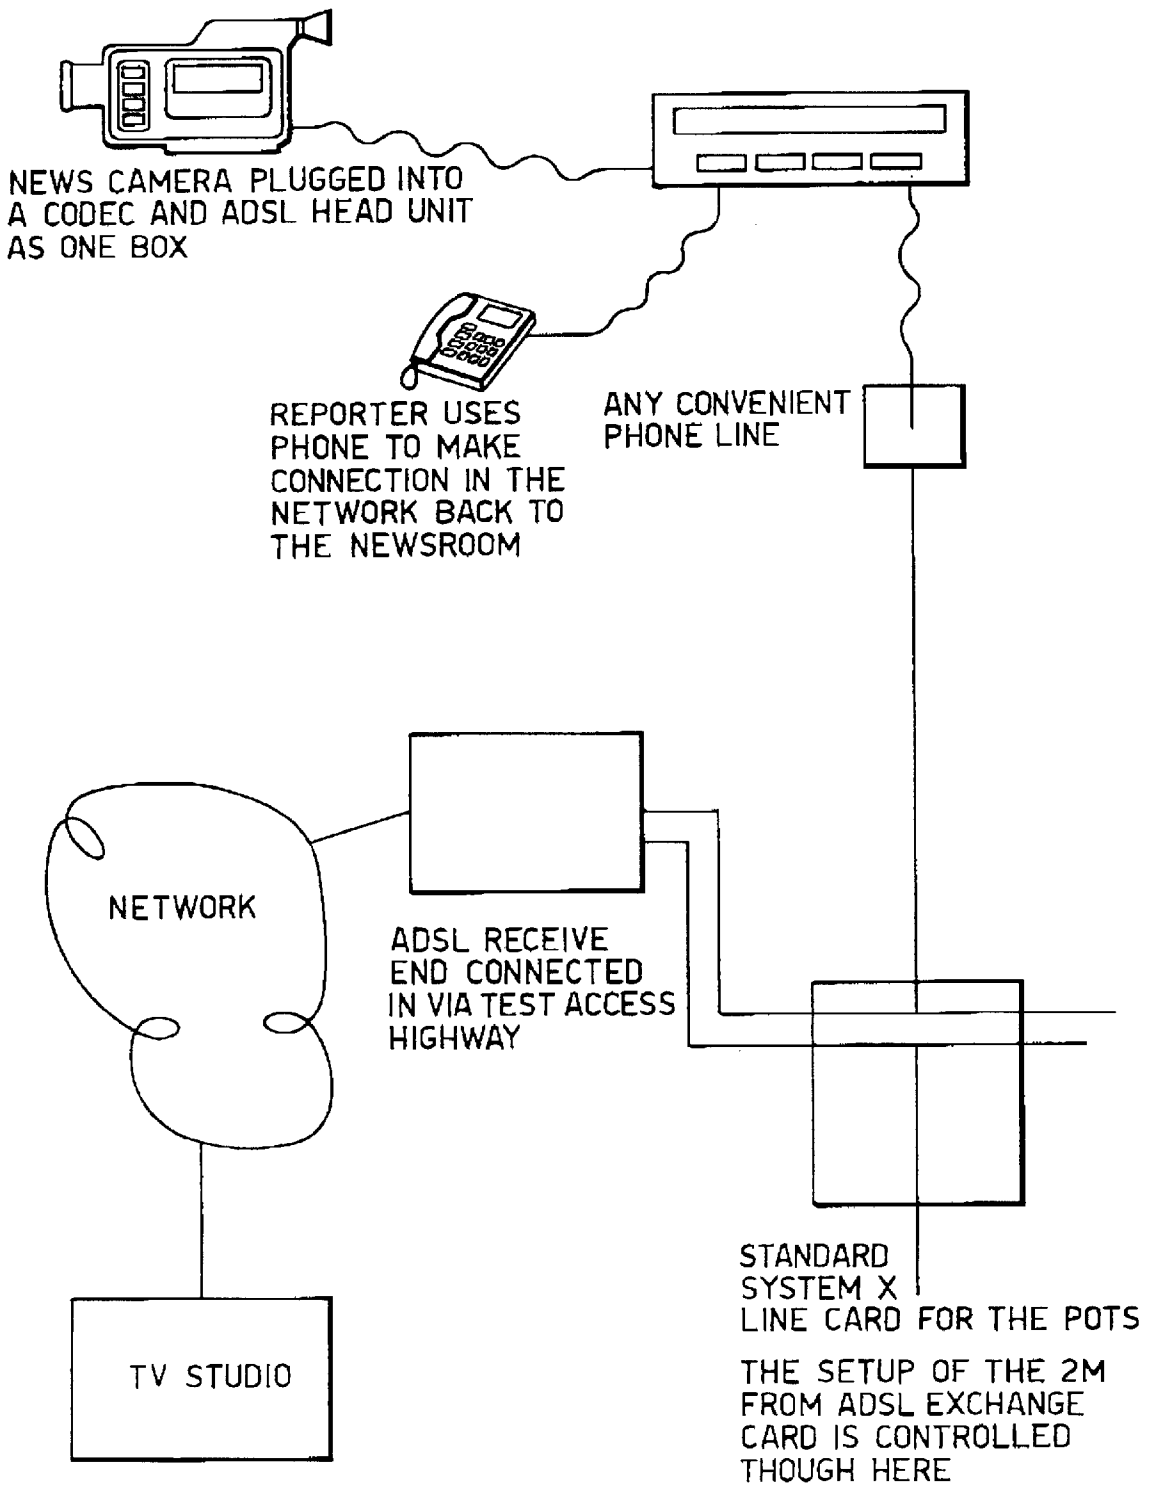 NEWS CAMERA PLUGGED INTO
A CODEC AND ADSL HEAD UNIT
AS ONE BOX
REPORTER USES
PHONE TO MAKE
CONNECTION IN THE
NETWORK BACK TO
THE NEWSROOM
ANY CONVENIENT
PHONE LINE
NETWORK
ADSL RECEIVE
END CONNECTED
IN VIA TEST ACCESS
HIGHWAY
TV STUDIO
STANDARD
SYSTEM X
LINE CARD FOR THE POTS
THE SETUP OF THE 2M
FROM ADSL EXCHANGE
CARD IS CONTROLLED
THOUGH HERE